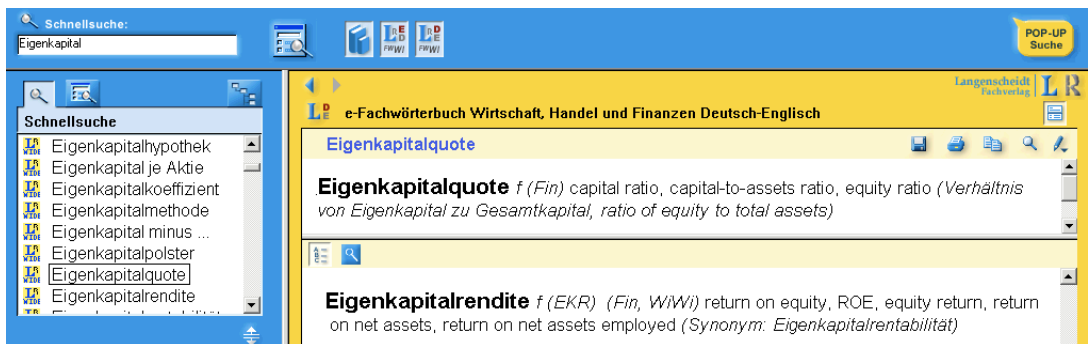 Schnellsuche:
Eigenkapital
POP-UP
Suche
Schnellsuche
Eigenkapitalhypothek
Eigenkapital je Aktie
Eigenkapitalkoeffizient
Eigenkapitalmethode
Eigenkapital minus ...
Eigenkapitalpolster
Eigenkapitalquote
Eigenkapitalrendite
Langenscheidt
Fachverlag
e-Fachwörterbuch Wirtschaft, Handel und Finanzen Deutsch-Englisch
Eigenkapitalquote
Eigenkapitalquote f (Fin) capital ratio, capital-to-assets ratio, equity ratio (Verhältnis
von Eigenkapital zu Gesamtkapital, ratio of equity to total assets)
Eigenkapitalrendite f (EKR) (Fin, WiWi) return on equity, ROE, equity return, return
on net assets, return on net assets employed (Synonym: Eigenkapitalrentabilität)